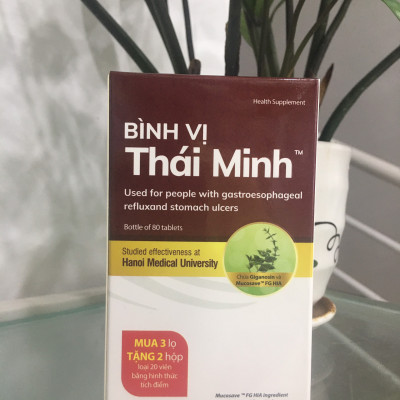 Health Supplement
BÌNH VỊ
Thái Minh™
Used for people with gastroesophageal
refluxand stomach ulcers
Bottle of 80 tablets
Studied effectiveness at
Hanoi Medical University
Chứa Giganosin và
Mucosave™ FG HIA
MUA 3 lọ
TẶNG 2 hộp
loại 20 viên
bằng hình thức
tích điểm
Mucosave™ FG HIA ingredient